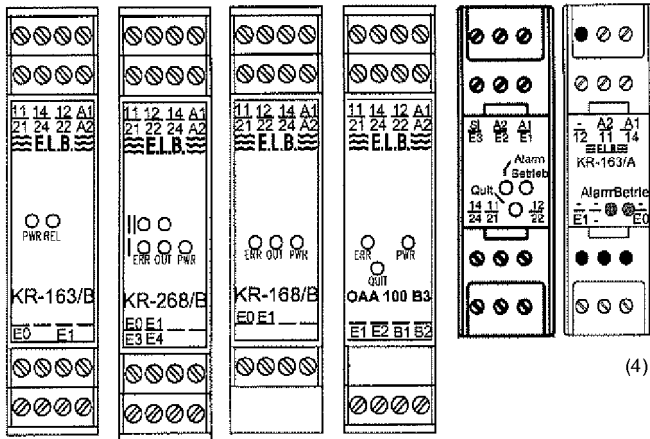 11 14 12 A1
21 24 22 A2
E.L.B.
PWR REL
KR-163/B
E0 E1
11 12 14 A1
21 24 22 A2
E.L.B.
II
I
ERR OUT PWR
KR-268/B
E0 E1
E3 E4
11 12 14 A1
21 24 22 A2
E.L.B.
ERR OUT PWR
KR-168/B
E0 E1
11 14 12 A1
21 24 22 A2
E.L.B.
ERR PWR
QUIT
OAA 100 B3
E1 E2 B1 B2
SI A2 A1
E3 E2 E1
Alarm
Betrieb
Quit
14 11 12
24 21 22
- A2 A1
12 11 14
E.L.B.
KR-163/A
AlarmBetrie
- - -
E1 - E0
(4)